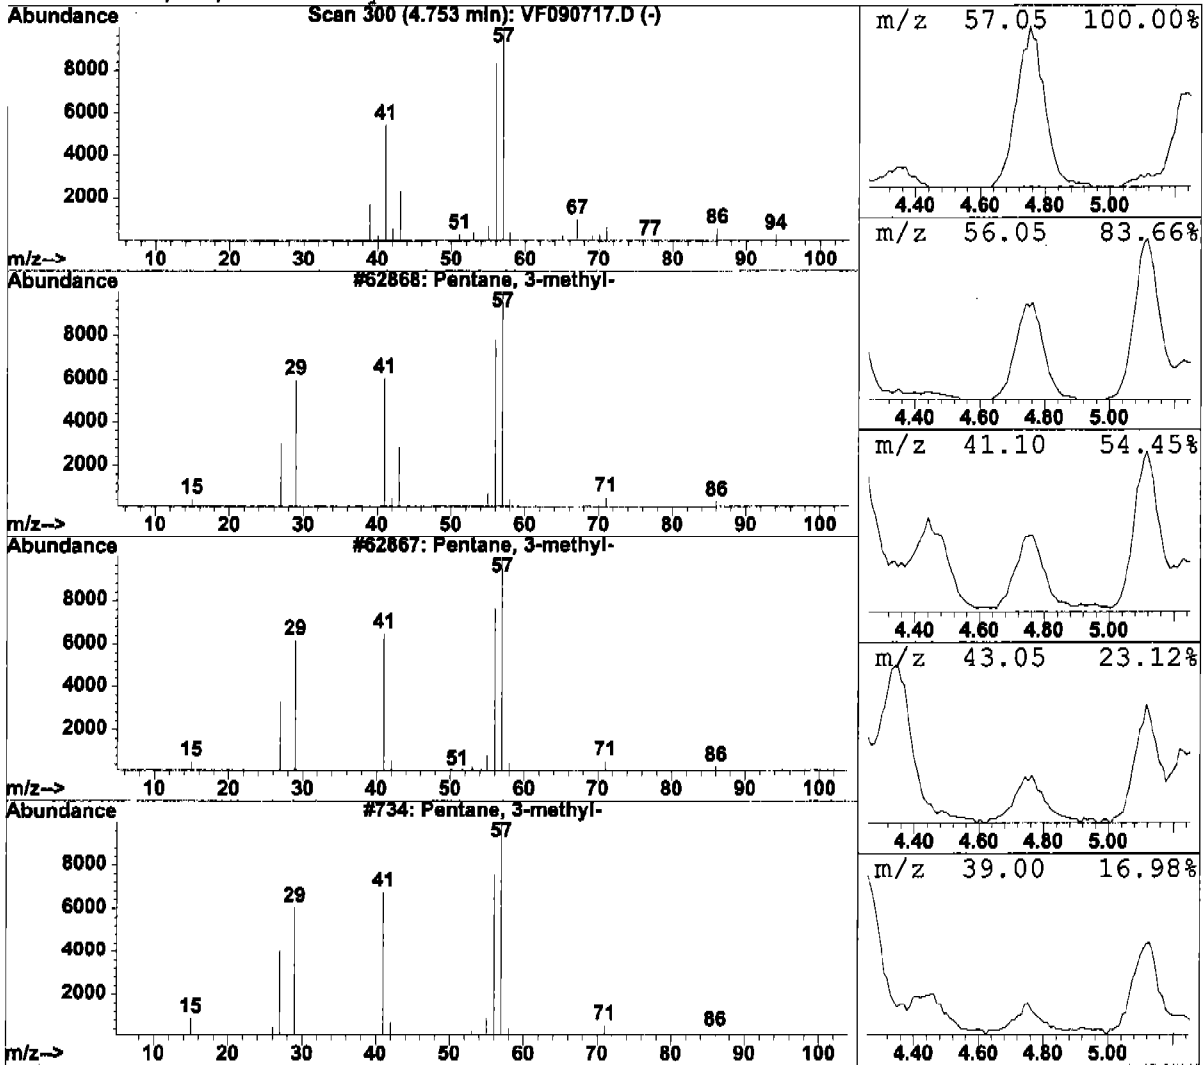 Abundance
Scan 300 (4.753 min): VF090717.D (-)
57
8000
6000
4000
2000
41
51
67
77
86
94
m/z-->
10 20 30 40 50 60 70 80 90 100
Abundance
#62868: Pentane, 3-methyl-
57
8000
6000
4000
2000
15
29
41
71
86
m/z-->
10 20 30 40 50 60 70 80 90 100
Abundance
#62867: Pentane, 3-methyl-
57
8000
6000
4000
2000
15
29
41
51
71
86
m/z-->
10 20 30 40 50 60 70 80 90 100
Abundance
#734: Pentane, 3-methyl-
57
8000
6000
4000
2000
15
29
41
71
86
m/z-->
10 20 30 40 50 60 70 80 90 100
m/z 57.05 100.00%
4.40 4.60 4.80 5.00
m/z 56.05 83.66%
4.40 4.60 4.80 5.00
m/z 41.10 54.45%
4.40 4.60 4.80 5.00
m/z 43.05 23.12%
4.40 4.60 4.80 5.00
m/z 39.00 16.98%
4.40 4.60 4.80 5.00